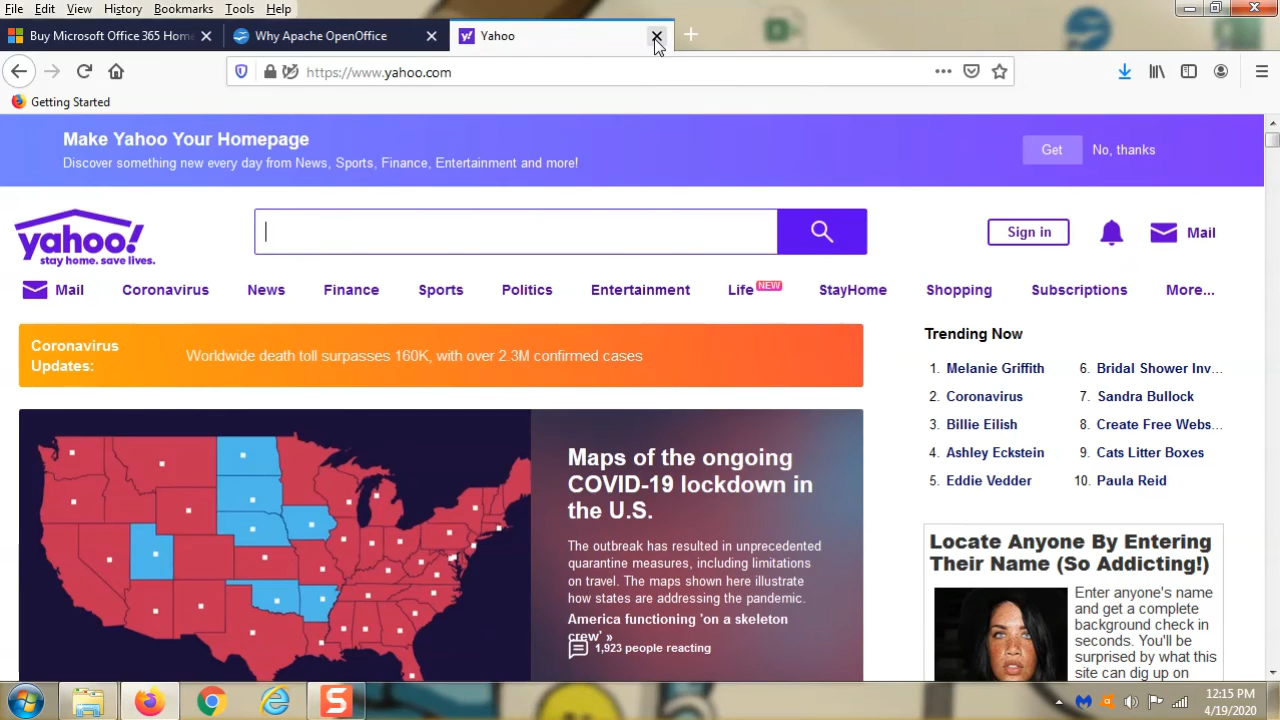 File Edit View History Bookmarks Tools Help
Buy Microsoft Office 365 Hom
Why Apache OpenOffice
Yahoo
https://www.yahoo.com
Getting Started
Make Yahoo Your Homepage
Discover something new every day from News, Sports, Finance, Entertainment and more!
Get
No, thanks
yahoo!
stay home. save lives.
Sign in
Mail
Mail Coronavirus News Finance Sports Politics Entertainment Life NEW StayHome Shopping Subscriptions More...
Coronavirus
Updates:
Worldwide death toll surpasses 160K, with over 2.3M confirmed cases
Maps of the ongoing
COVID-19 lockdown in
the U.S.
The outbreak has resulted in unprecedented
quarantine measures, including limitations
on travel. The maps shown here illustrate
how states are addressing the pandemic.
America functioning 'on a skeleton
crew' »
1,923 people reacting
Trending Now
1. Melanie Griffith
2. Coronavirus
3. Billie Eilish
4. Ashley Eckstein
5. Eddie Vedder
6. Bridal Shower Inv...
7. Sandra Bullock
8. Create Free Webs...
9. Cats Litter Boxes
10. Paula Reid
Locate Anyone By Entering
Their Name (So Addicting!)
Enter anyone's name
and get a complete
background check in
seconds. You'll be
surprised by what this
site can dig up on
12:15 PM
4/19/2020